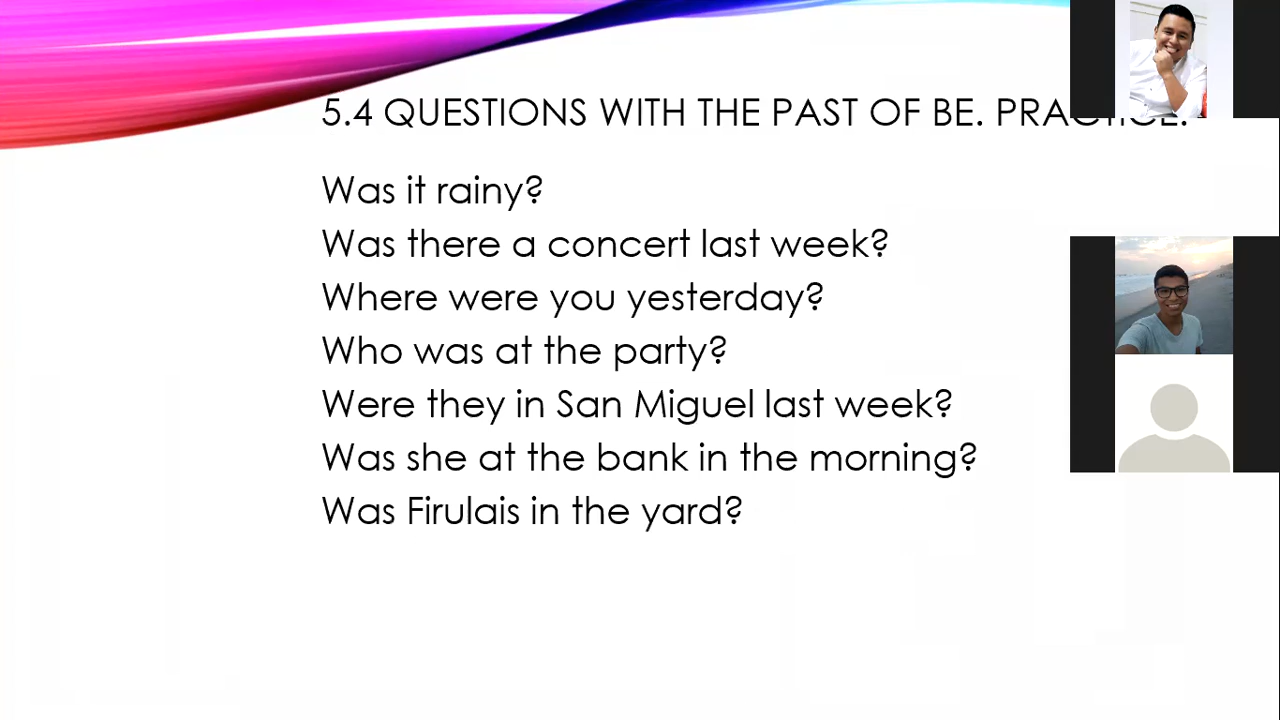 5.4 QUESTIONS WITH THE PAST OF BE. PRACTICE.
Was it rainy?
Was there a concert last week?
Where were you yesterday?
Who was at the party?
Were they in San Miguel last week?
Was she at the bank in the morning?
Was Firulais in the yard?